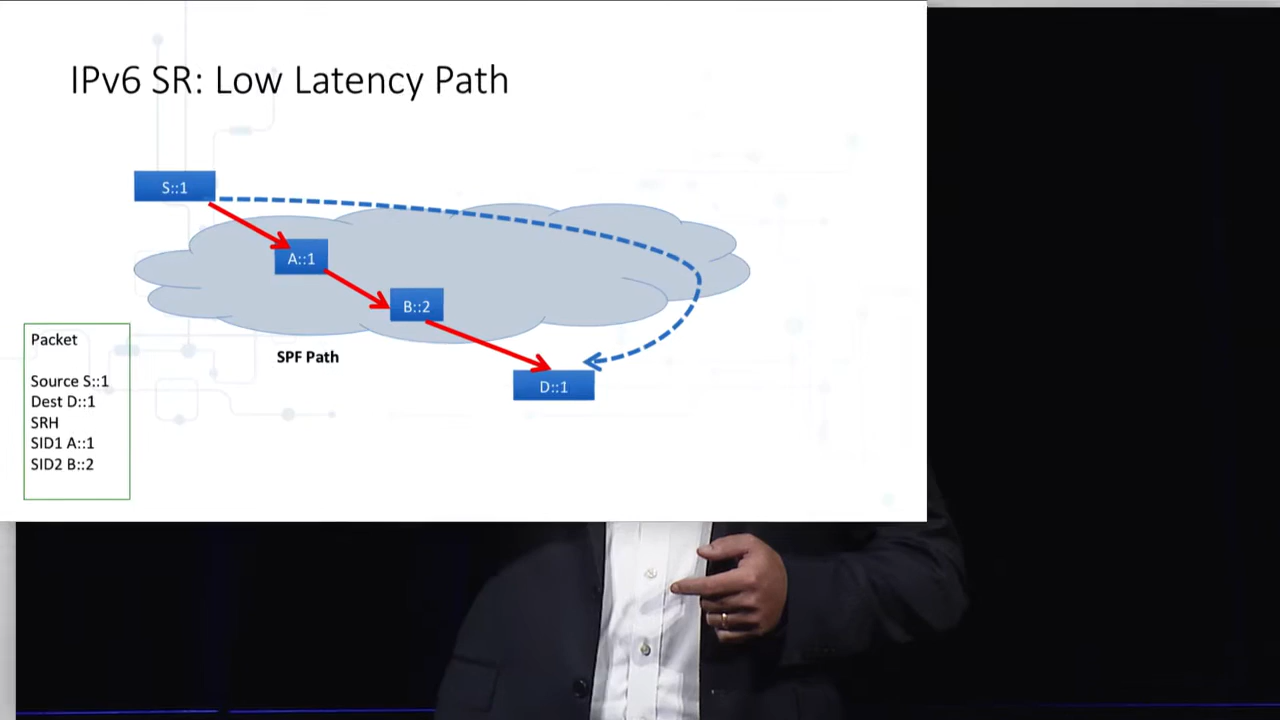 IPv6 SR: Low Latency Path
S::1
A::1
B::2
Packet
Source S::1
Dest D::1
SRH
SID1 A::1
SID2 B::2
SPF Path
D::1